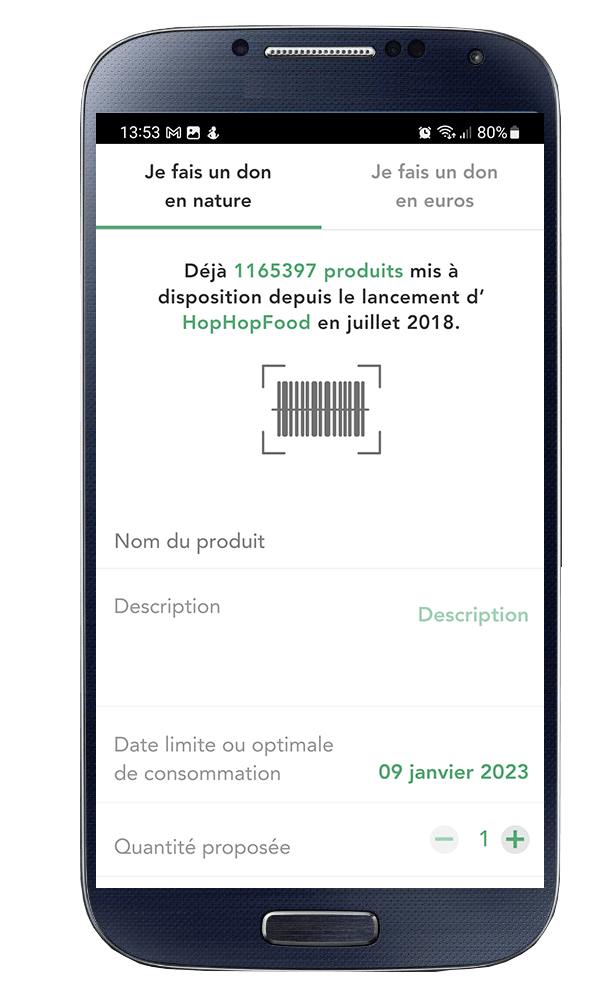 13:53 80%
Je fais un don
en nature
Je fais un don
en euros
Déjà 1165397 produits mis à
disposition depuis le lancement d’
HopHopFood en juillet 2018.
Nom du produit
Description
Description
Date limite ou optimale
de consommation
09 janvier 2023
Quantité proposée
1